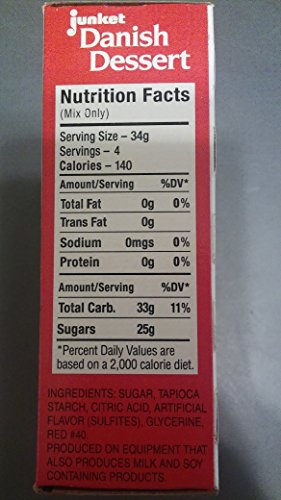 junket
Danish
Dessert
Nutrition Facts
(Mix Only)
Serving Size – 34g
Servings – 4
Calories – 140
Amount/Serving %DV*
Total Fat 0g 0%
Trans Fat 0g
Sodium 0mgs 0%
Protein 0g 0%
Amount/Serving %DV*
Total Carb. 33g 11%
Sugars 25g
*Percent Daily Values are
based on a 2,000 calorie diet.
INGREDIENTS: SUGAR, TAPIOCA
STARCH, CITRIC ACID, ARTIFICIAL
FLAVOR (SULFITES), GLYCERINE,
RED #40.
PRODUCED ON EQUIPMENT THAT
ALSO PRODUCES MILK AND SOY
CONTAINING PRODUCTS.